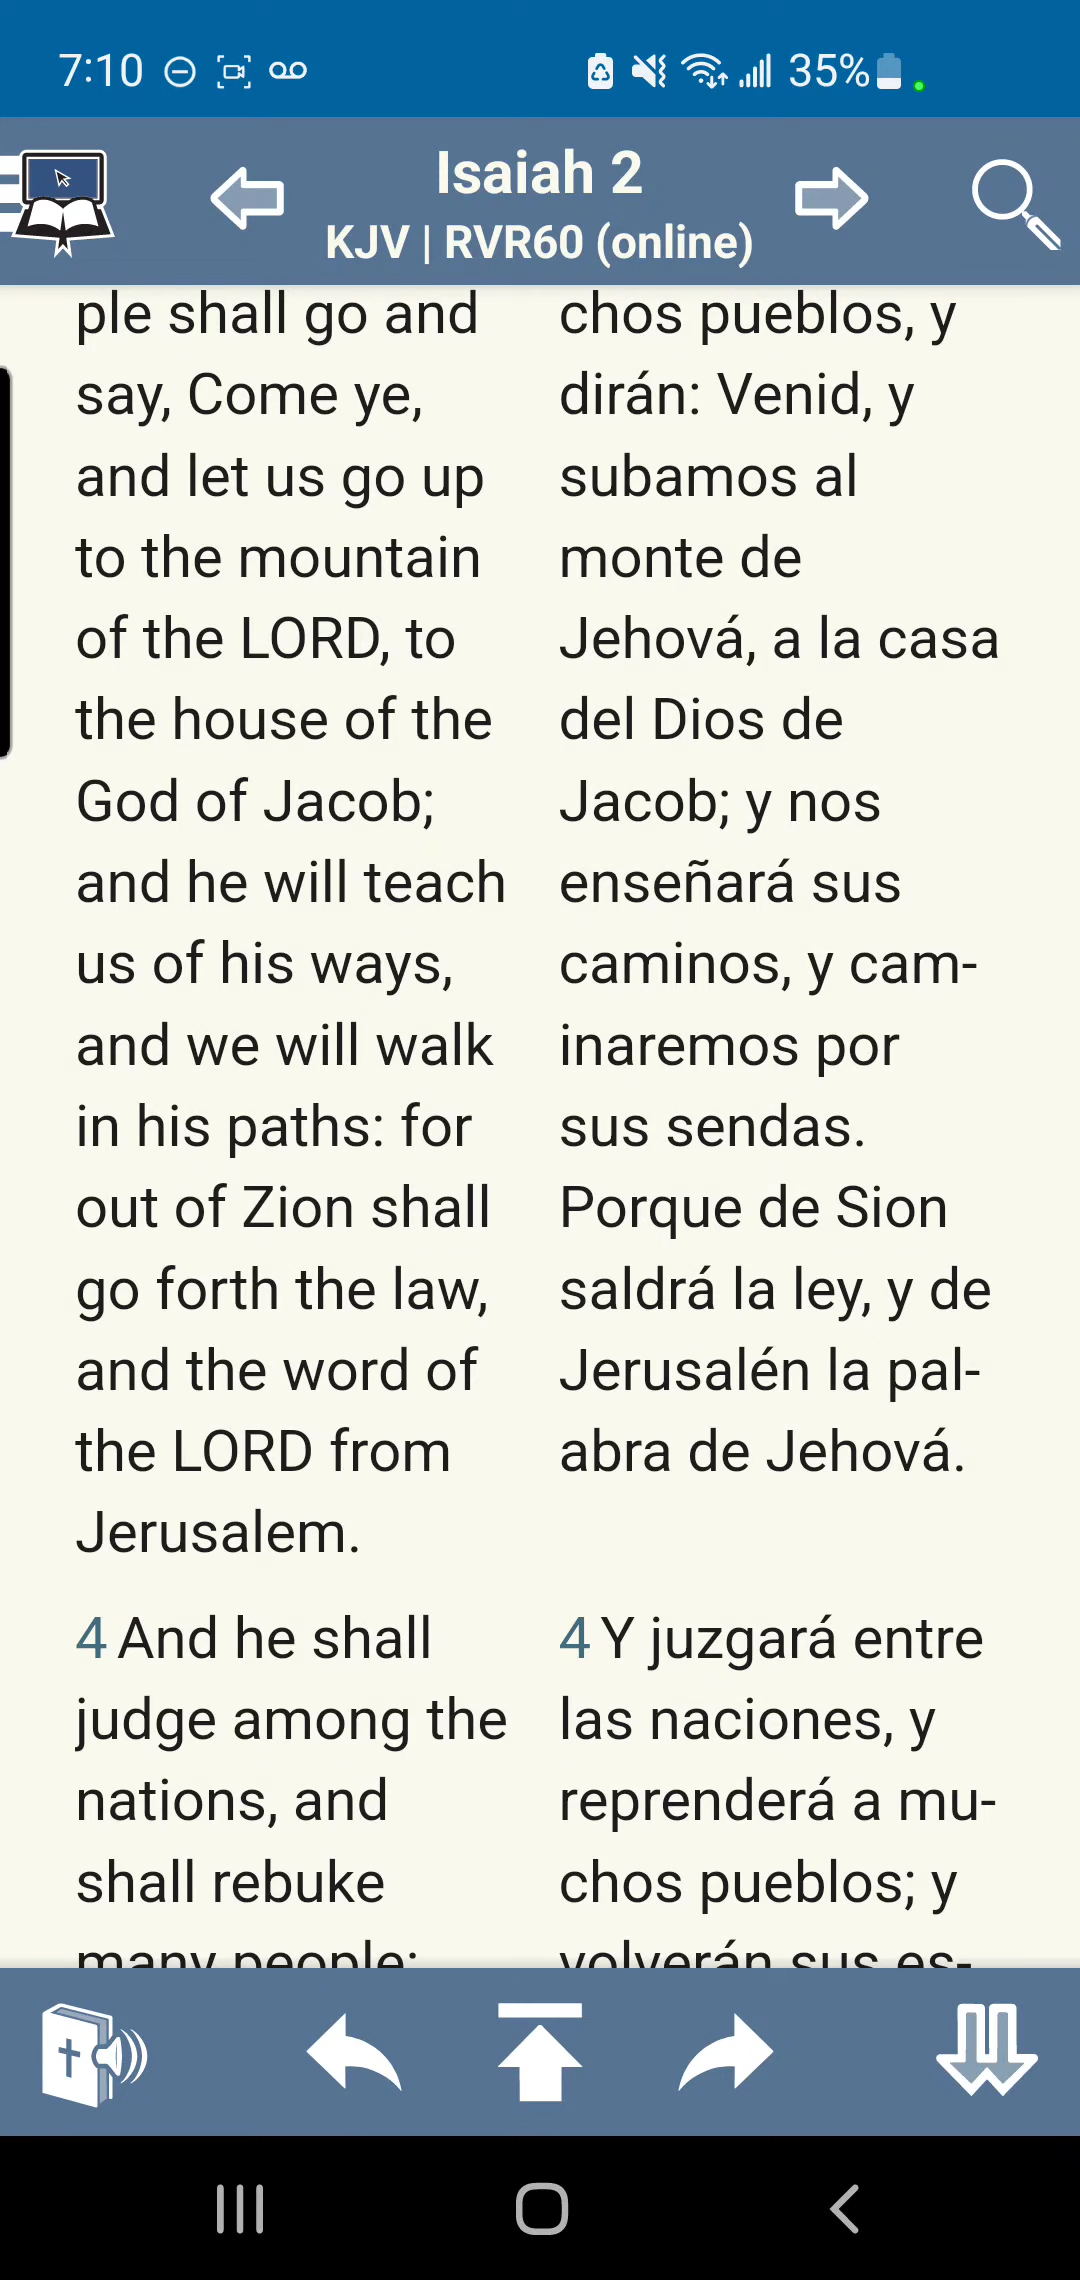 7:10
35%
Isaiah 2
KJV | RVR60 (online)
ple shall go and
say, Come ye,
and let us go up
to the mountain
of the LORD, to
the house of the
God of Jacob;
and he will teach
us of his ways,
and we will walk
in his paths: for
out of Zion shall
go forth the law,
and the word of
the LORD from
Jerusalem.
4 And he shall
judge among the
nations, and
shall rebuke
many people:
chos pueblos, y
dirán: Venid, y
subamos al
monte de
Jehová, a la casa
del Dios de
Jacob; y nos
enseñará sus
caminos, y cam-
inaremos por
sus sendas.
Porque de Sion
saldrá la ley, y de
Jerusalén la pal-
abra de Jehová.
4 Y juzgará entre
las naciones, y
reprenderá a mu-
chos pueblos; y
volverán sus es-